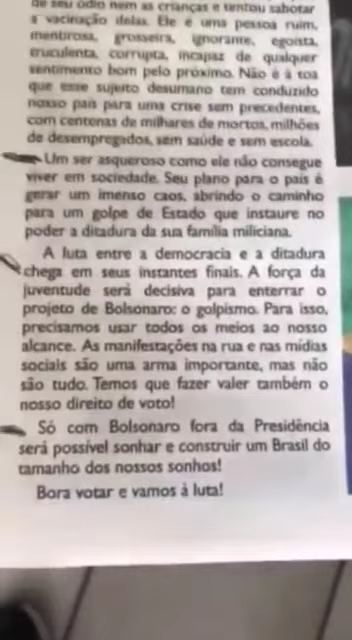 de seu ódio nem as crianças e tentou sabotar
a vacinação delas. Ele é uma pessoa ruim,
mentirosa, grosseira, ignorante, egoísta,
truculenta, corrupta, incapaz de qualquer
sentimento bom pelo próximo. Não é à toa
que esse sujeito desumano tem conduzido
nosso país para uma crise sem precedentes,
com centenas de milhares de mortos, milhões
de desempregados, sem saúde e sem escola.
Um ser asqueroso como ele não consegue
viver em sociedade. Seu plano para o país é
gerar um imenso caos, abrindo o caminho
para um golpe de Estado que instaure no
poder a ditadura da sua família miliciana.
A luta entre a democracia e a ditadura
chega em seus instantes finais. A força da
juventude será decisiva para enterrar o
projeto de Bolsonaro: o golpismo. Para isso,
precisamos usar todos os meios ao nosso
alcance. As manifestações na rua e nas mídias
sociais são uma arma importante, mas não
são tudo. Temos que fazer valer também o
nosso direito de voto!
Só com Bolsonaro fora da Presidência
será possível sonhar e construir um Brasil do
tamanho dos nossos sonhos!
Bora votar e vamos à luta!